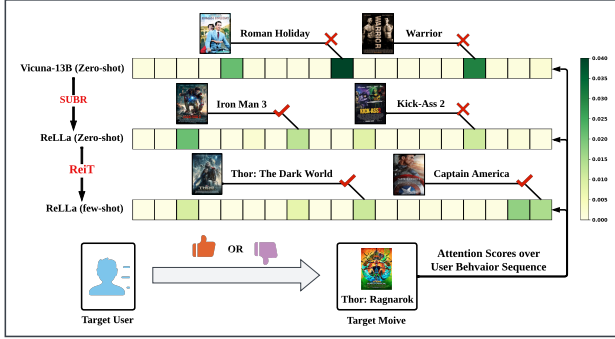 Roman Holiday
Warrior
Vicuna-13B (Zero-shot)
SUBR
Iron Man 3
Kick-Ass 2
ReLLa (Zero-shot)
ReiT
Thor: The Dark World
Captain America
ReLLa (few-shot)
0.040
0.035
0.030
0.025
0.020
0.015
0.010
0.005
0.000
OR
Attention Scores over
User Behvaior Sequence
Thor: Ragnarok
Target User
Target Moive